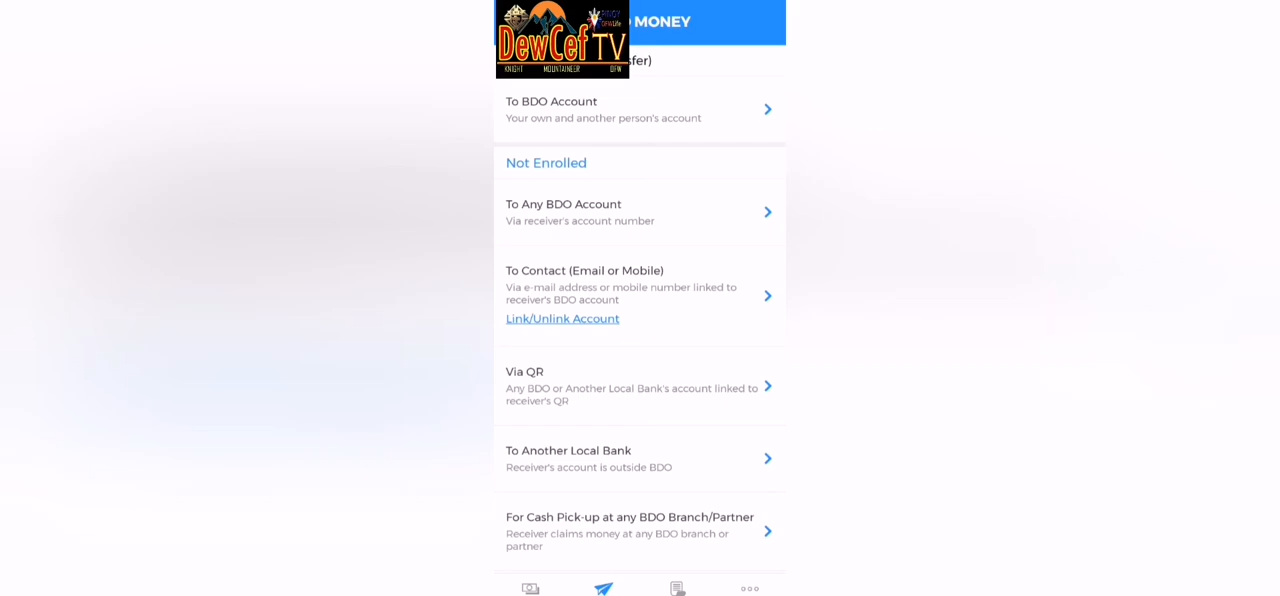 MONEY
PINOY
OFWLife
DewCef TV
KNIGHT MOUNTAINEER OFW
sfer)
To BDO Account
Your own and another person's account
Not Enrolled
To Any BDO Account
Via receiver's account number
To Contact (Email or Mobile)
Via e-mail address or mobile number linked to
receiver's BDO account
Link/Unlink Account
Via QR
Any BDO or Another Local Bank's account linked to
receiver's QR
To Another Local Bank
Receiver's account is outside BDO
For Cash Pick-up at any BDO Branch/Partner
Receiver claims money at any BDO branch or
partner